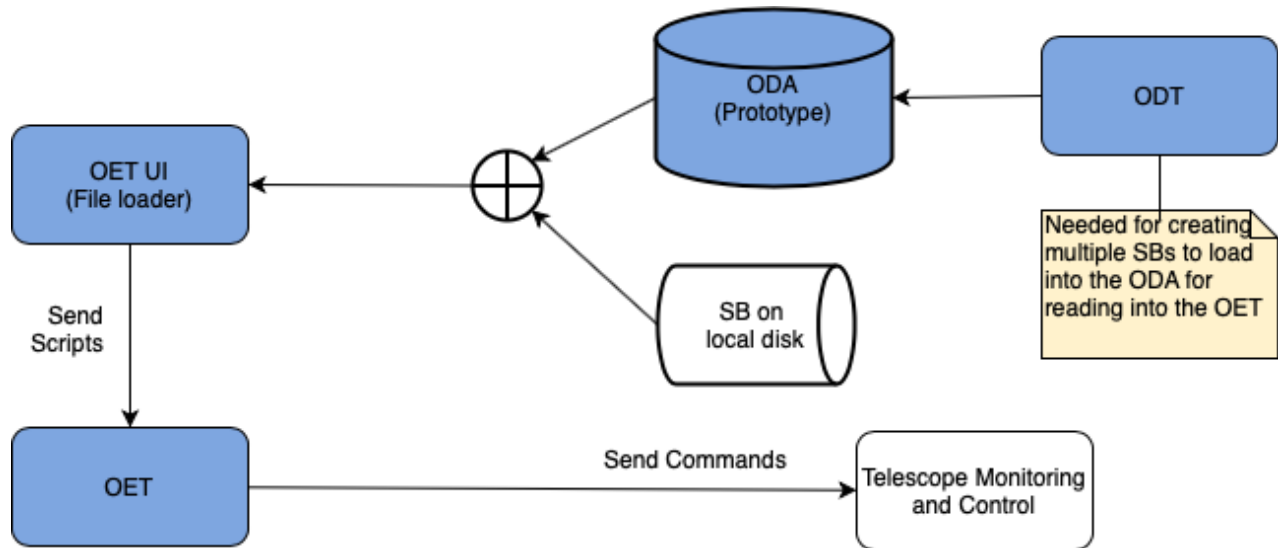 ODA
(Prototype)
ODT
OET UI
(File loader)
Needed for creating
multiple SBs to load
into the ODA for
reading into the OET
SB on
local disk
Send
Scripts
OET
Send Commands
Telescope Monitoring
and Control